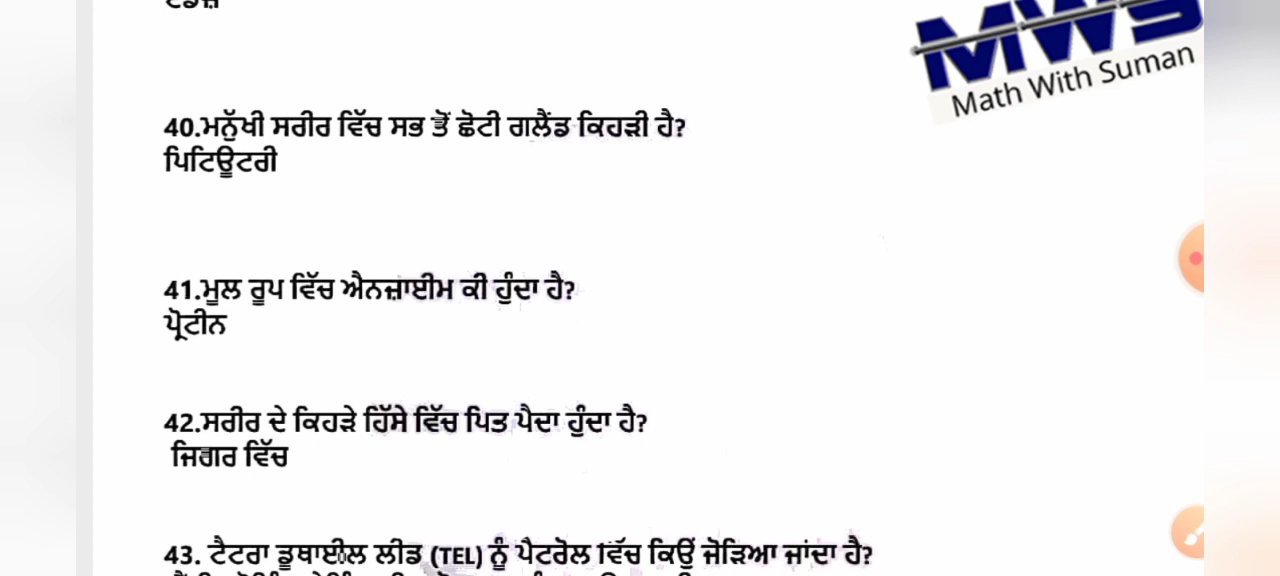 MWS
Math With Suman
40.ਮਨੁੱਖੀ ਸਰੀਰ ਵਿੱਚ ਸਭ ਤੋਂ ਛੋਟੀ ਗਲੈਂਡ ਕਿਹੜੀ ਹੈ?
ਪਿਟਿਊਟਰੀ
41.ਮੂਲ ਰੂਪ ਵਿੱਚ ਐਨਜ਼ਾਈਮ ਕੀ ਹੁੰਦਾ ਹੈ?
ਪ੍ਰੋਟੀਨ
42.ਸਰੀਰ ਦੇ ਕਿਹੜੇ ਹਿੱਸੇ ਵਿੱਚ ਪਿਤ ਪੈਦਾ ਹੁੰਦਾ ਹੈ?
ਜਿਗਰ ਵਿੱਚ
43. ਟੈਟਰਾ ਡੂਥਾਈਲ ਲੀਡ (TEL) ਨੂੰ ਪੈਟਰੋਲ ਵਿੱਚ ਕਿਉਂ ਜੋੜਿਆ ਜਾਂਦਾ ਹੈ?